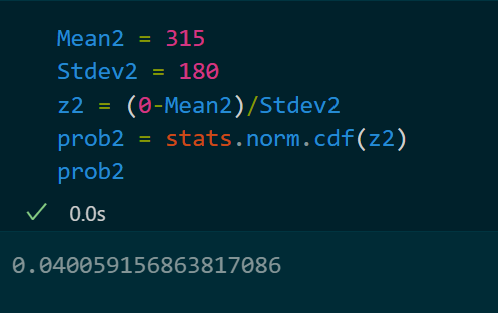 Mean2 = 315
Stdev2 = 180
z2 = (0-Mean2)/Stdev2
prob2 = stats.norm.cdf(z2)
prob2
0.0s
0.040059156863817086